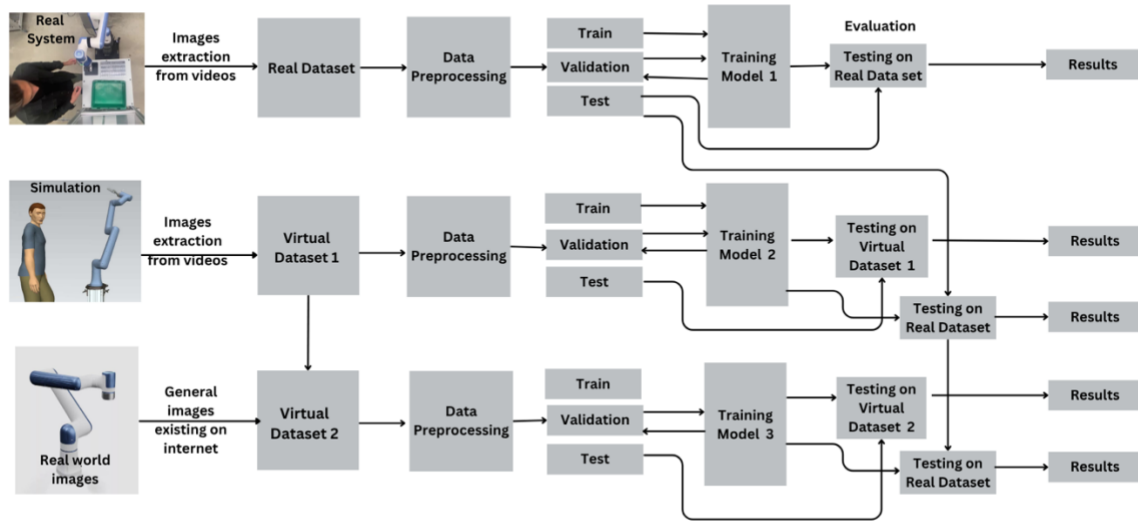 Real
System
Images
extraction
from videos
Real Dataset
Data
Preprocessing
Train
Validation
Test
Training
Model 1
Evaluation
Testing on
Real Data set
Results
Simulation
Images
extraction
from videos
Virtual
Dataset 1
Data
Preprocessing
Train
Validation
Test
Training
Model 2
Testing on
Virtual
Dataset 1
Results
Testing on
Real Dataset
Results
Real world
images
General
images
existing on
internet
Virtual
Dataset 2
Data
Preprocessing
Train
Validation
Test
Training
Model 3
Testing on
Virtual
Dataset 2
Results
Testing on
Real Dataset
Results